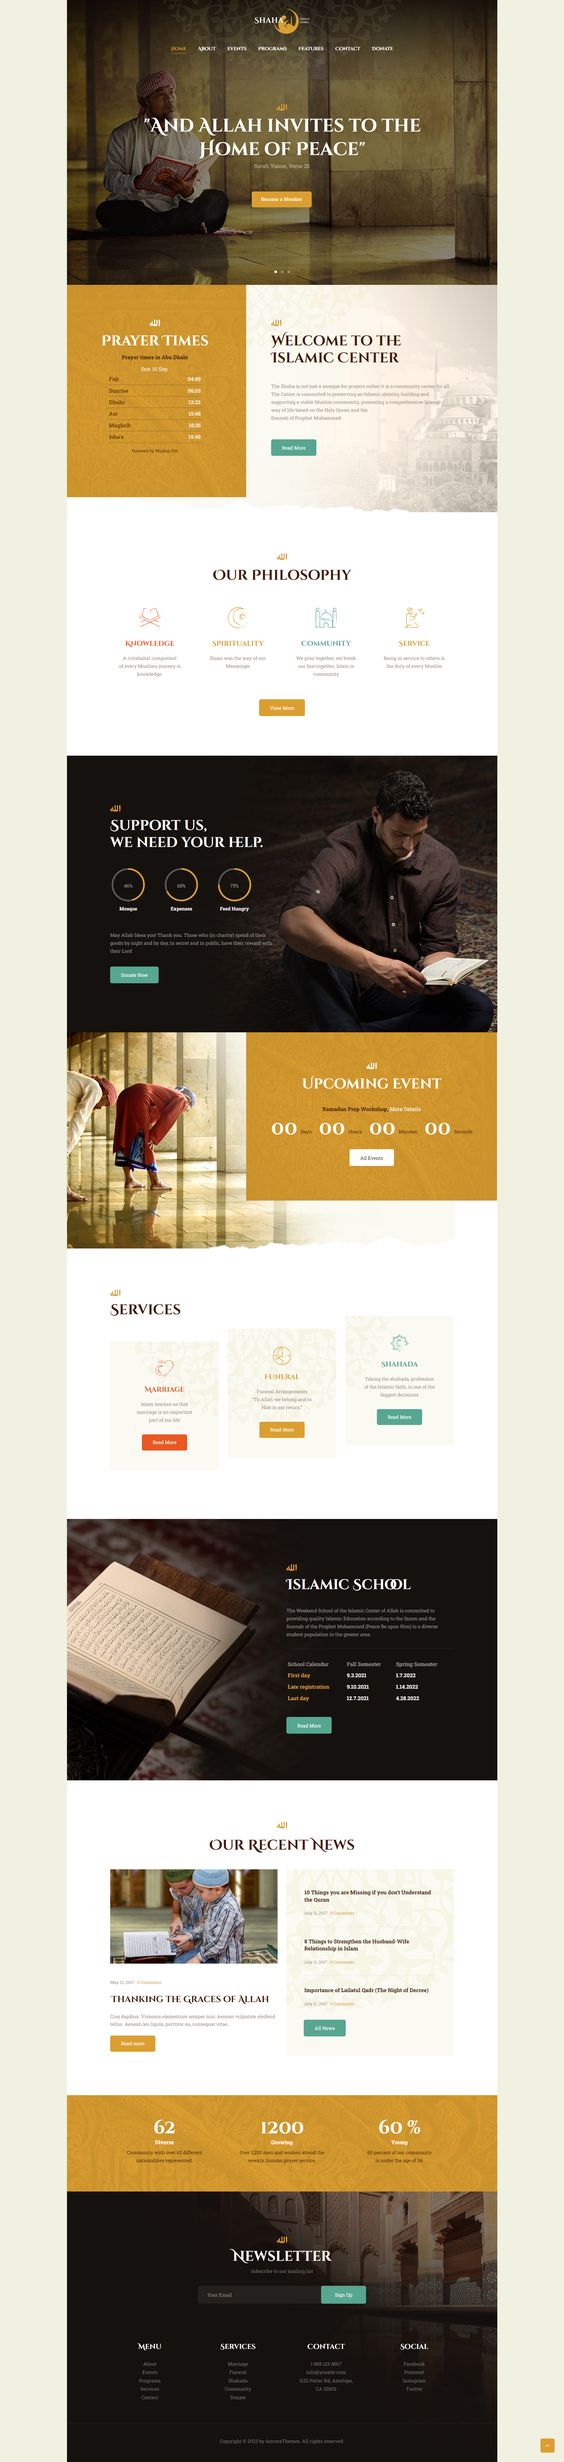 SHAHA
Islamic
Center
HOME ABOUT EVENTS PROGRAMS FEATURES CONTACT DONATE
الله
"AND ALLAH INVITES TO THE
HOME OF PEACE"
Surah Yunus, Verse 25
Become a Member
الله
PRAYER TIMES
Prayer times in Abu Dhabi
Sun 10 Sep
Fajr 04:49
Sunrise 06:03
Dhuhr 12:22
Asr 15:48
Maghrib 18:35
Isha'a 19:49
Powered by Muslim Pro
الله
WELCOME TO THE
ISLAMIC CENTER
The Shaha is not just a mosque for prayers rather it is a community center for all.
The Center is committed to preserving an Islamic identity, building and
supporting a viable Muslim community, promoting a comprehensive Islamic
way of life based on the Holy Quran and the
Sunnah of Prophet Muhammad.
Read More
الله
OUR PHILOSOPHY
KNOWLEDGE
A cristhaital component
of every Muslims journey is
knowledge.
SPIRITUALITY
Ihsan was the way of our
Messenger
COMMUNITY
We pray together, we break
our fast together, Islam is
community
SERVICE
Being in service to others is
the duty of every Muslim
View More
الله
SUPPORT US,
WE NEED YOUR HELP.
46% 68% 75%
Mosque Expenses Feed Hungry
May Allah bless you! Thank you. Those who (in charity) spend of their
goods by night and by day, in secret and in public, have their reward with
their Lord
Donate Now
الله
UPCOMING EVENT
Ramadan Prep Workshop, More Details
00 Days 00 Hours 00 Minutes 00 Seconds
All Events
الله
SERVICES
MARRIAGE
Islam teaches us that
marriage is an important
part of our life
Read More
FUNERAL
Funeral Arrangements
"To Allah we belong and to
Him is our return."
Read More
SHAHADA
Taking the shahada, profession
of the Islamic faith, is one of the
biggest decisions
Read More
الله
ISLAMIC SCHOOL
The Weekend School of the Islamic Center of Allah is committed to
providing quality Islamic Education according to the Quran and the
Sunnah of the Prophet Mohammed (Peace Be upon Him) to a diverse
student population in the greater area.
School Calendar Fall Semester Spring Semester
First day 9.3.2021 1.7.2022
Late registration 9.10.2021 1.14.2022
Last day 12.7.2021 4.28.2022
Read More
الله
OUR RECENT NEWS
May 12, 2017 0 Comments
THANKING THE GRACES OF ALLAH
Cras dapibus. Vivamus elementum semper nisi. Aenean vulputate eleifend
tellus. Aenean leo ligula, porttitor eu, consequat vitae...
Read more
10 Things you are Missing if you don't Understand
the Quran
July 11, 2017 0 Comments
8 Things to Strengthen the Husband-Wife
Relationship in Islam
July 11, 2017 0 Comments
Importance of Lailatul Qadr (The Night of Decree)
July 11, 2017 0 Comments
All News
62
Diverse
Community with over 62 different
nationalities represented.
1200
Growing
Over 1,200 men and women attend the
weekly Jumma prayer service.
60 %
Young
60 percent of our community
is under the age of 34.
الله
NEWSLETTER
Subscribe to our mailing list
Your Email
Sign Up
MENU
About
Events
Programs
Services
Contact
SERVICES
Marriage
Funeral
Shahada
Community
Donate
CONTACT
1 888 123 4567
info@yoursite.com
1122 Potter Rd, Antelope,
CA 32602
SOCIAL
Facebook
Pinterest
Instagram
Twitter
Copyright © 2023 by AncoraThemes. All rights reserved.